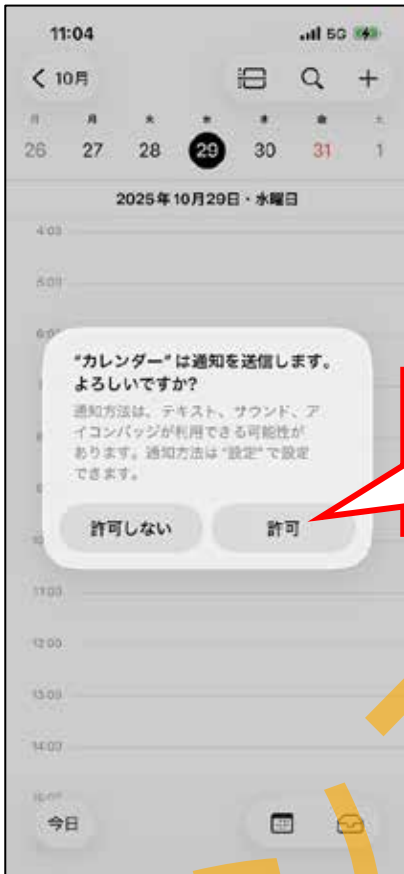 11:04
5G
10月
日 月 火 水 木 金 土
26 27 28 29 30 31 1
2025年10月29日・水曜日
4:00
5:00
"カレンダー"は通知を送信します。
よろしいですか?
通知方法は、テキスト、サウンド、ア
イコンバッジが利用できる可能性が
あります。通知方法は"設定"で設定
できます。
許可しない
許可
11:00
12:00
13:00
14:00
今日